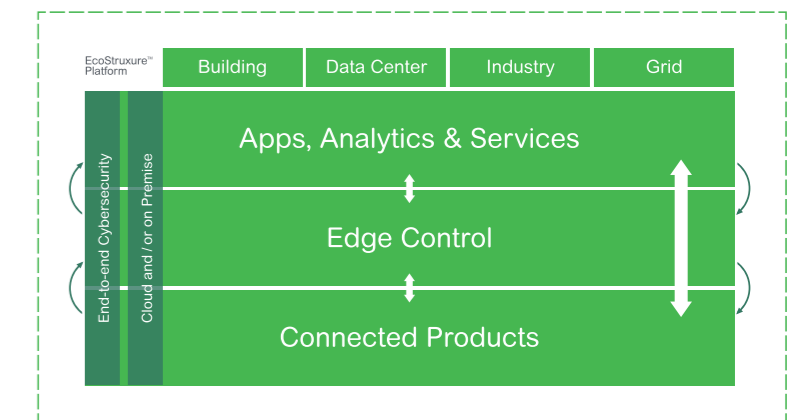 EcoStruxure™
Platform
Building
Data Center
Industry
Grid
End-to-end Cybersecurity
Cloud and / or on Premise
Apps, Analytics & Services
Edge Control
Connected Products